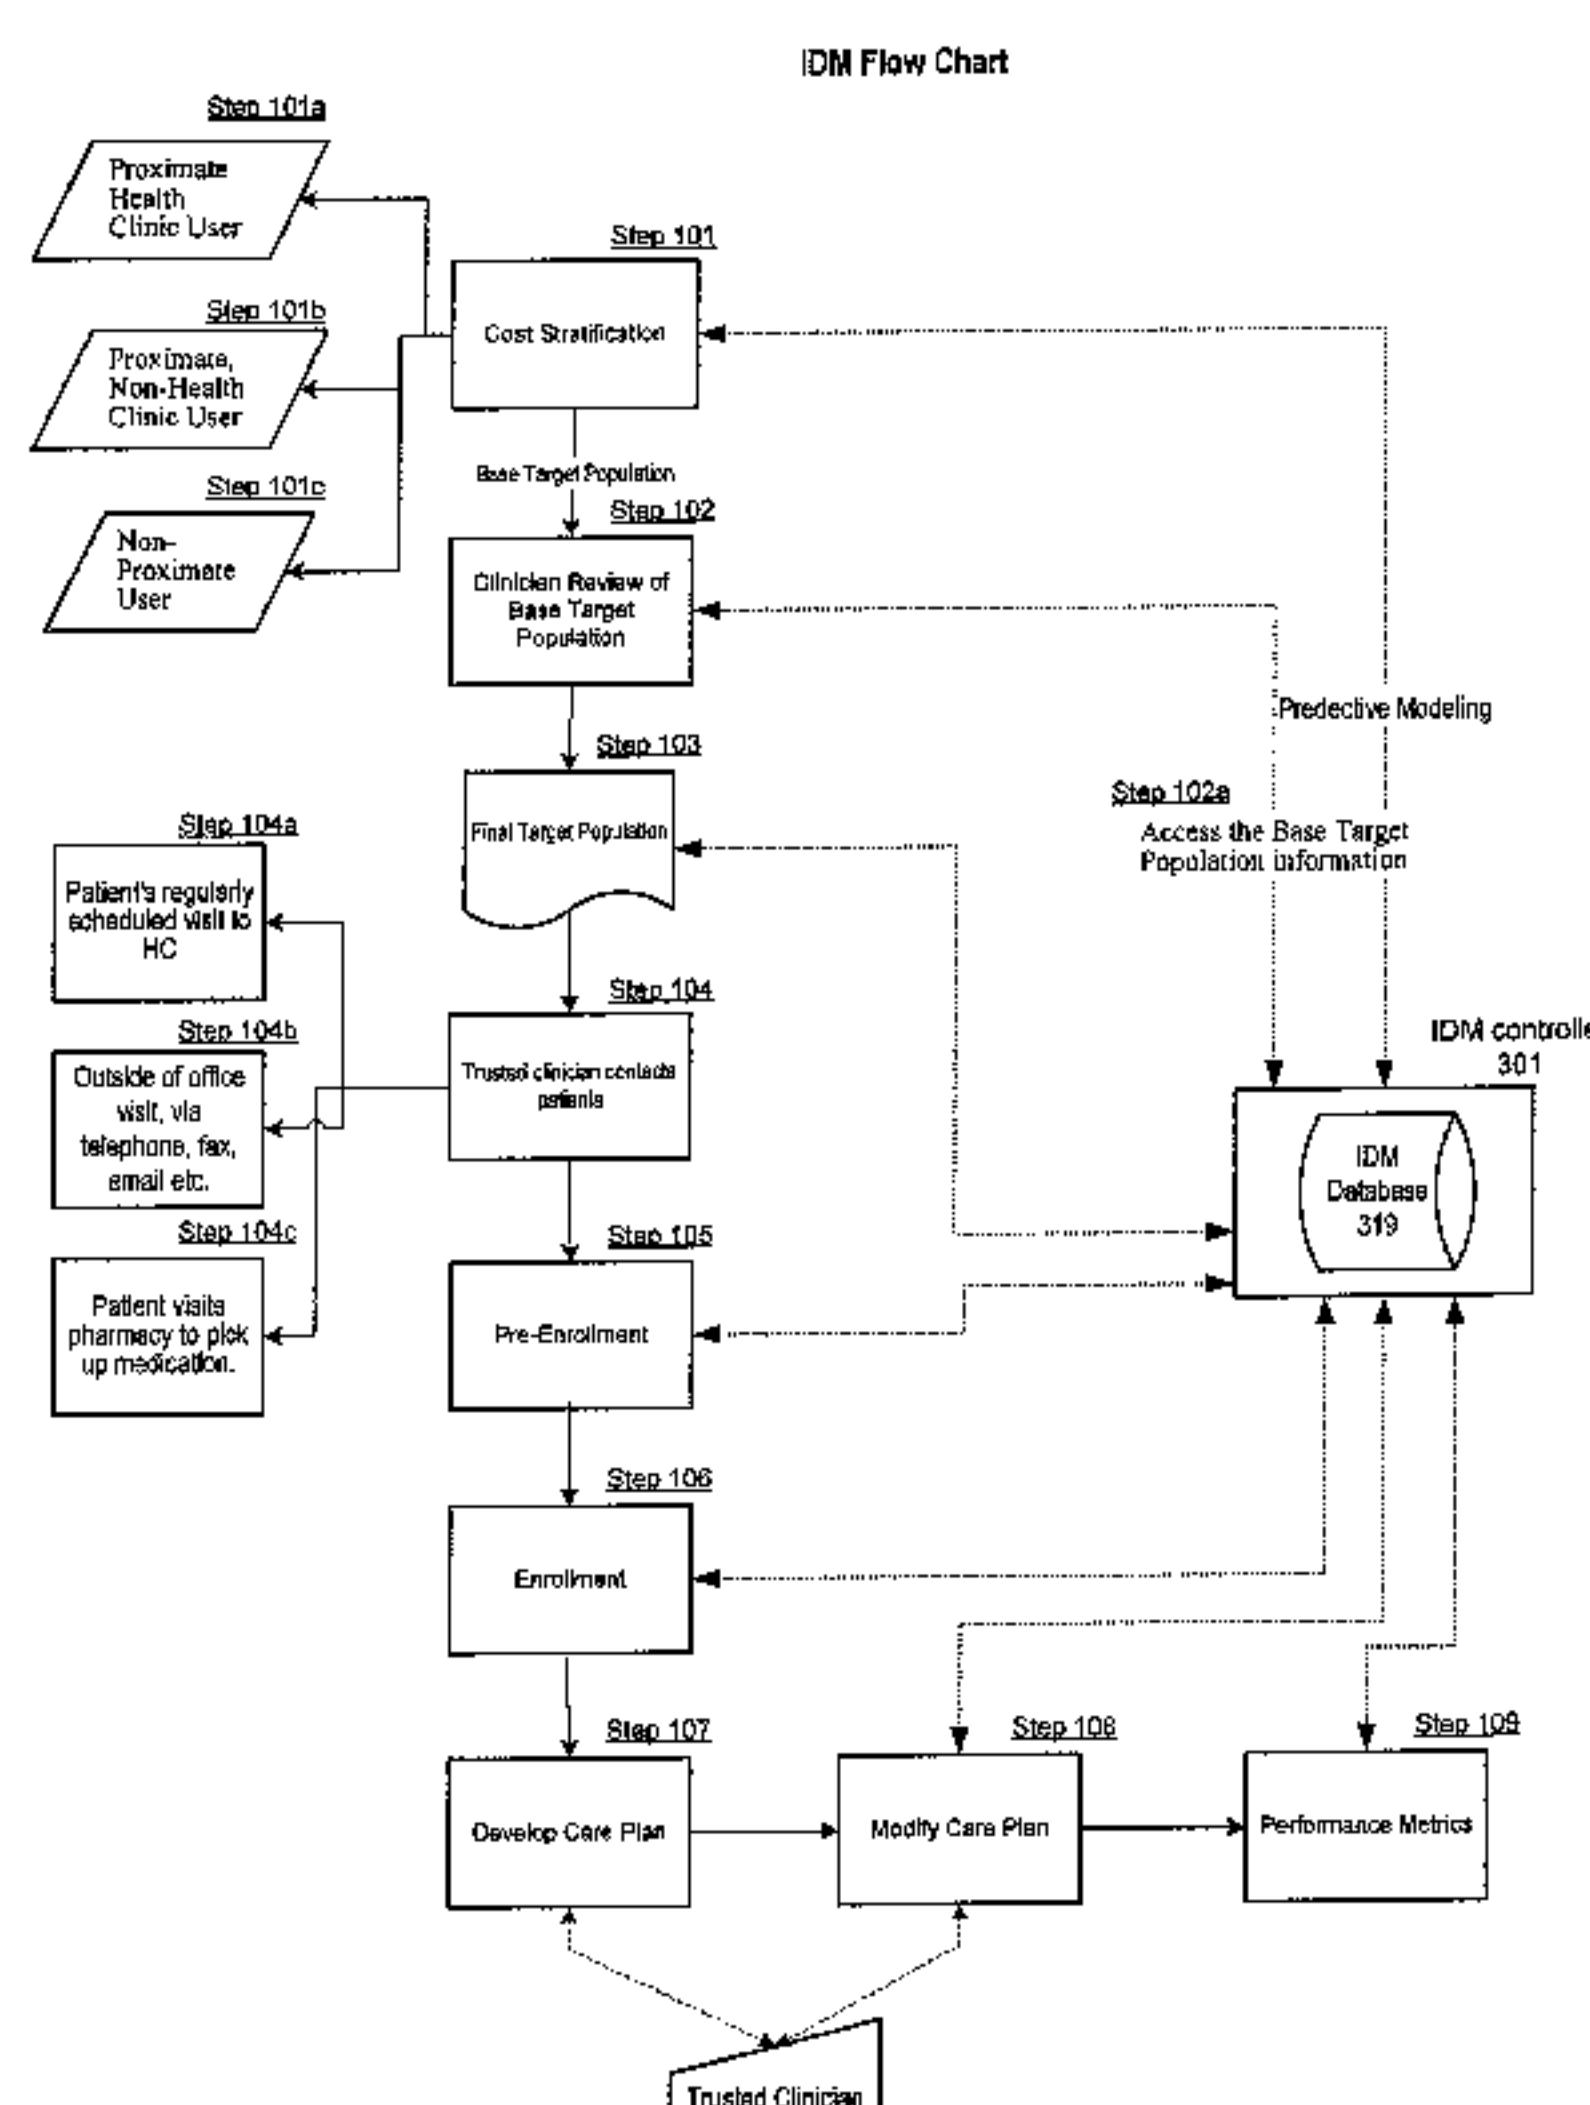 IDM Flow Chart
Step 101a
Proximate
Health
Clinic User
Step 101
Cost Stratification
Step 101b
Proximate,
Non-Health
Clinic User
Base Target Population
Step 101c
Non-
Proximate
User
Step 102
Clinician Review of
Base Target
Population
Predective Modeling
Step 103
Final Target Population
Step 102a
Access the Base Target
Population information
Step 104a
Patient's regularly
scheduled visit to
HC
Step 104
Trusted clinician contacts
patients
Step 104b
Outside of office
visit, via
telephone, fax,
email etc.
IDM controlle
301
IDM
Database
319
Step 104c
Patient visits
pharmacy to pick
up medication.
Step 105
Pre-Enrollment
Step 106
Enrollment
Step 107
Develop Care Plan
Step 108
Modify Care Plan
Step 109
Performance Metrics
Trusted Clinician